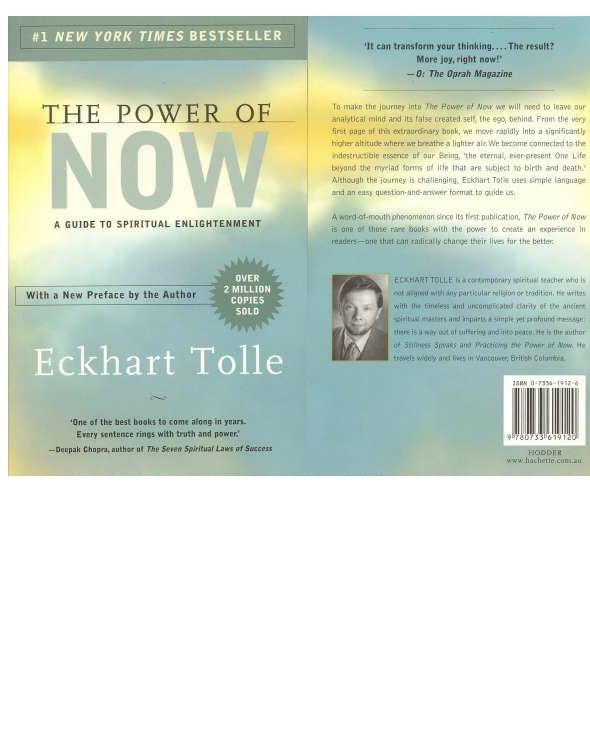 #1 NEW YORK TIMES BESTSELLER
THE POWER OF
NOW
A GUIDE TO SPIRITUAL ENLIGHTENMENT
With a New Preface by the Author
OVER
2 MILLION
COPIES
SOLD
Eckhart Tolle
‘One of the best books to come along in years.
Every sentence rings with truth and power.’
—Deepak Chopra, author of The Seven Spiritual Laws of Success
‘It can transform your thinking. . . . The result?
More joy, right now!’
—O: The Oprah Magazine
To make the journey into The Power of Now we will need to leave our
analytical mind and its false created self, the ego, behind. From the very
first page of this extraordinary book, we move rapidly into a significantly
higher altitude where we breathe a lighter air. We become connected to the
indestructible essence of our Being, ‘the eternal, ever-present One Life
beyond the myriad forms of life that are subject to birth and death.’
Although the journey is challenging, Eckhart Tolle uses simple language
and an easy question-and-answer format to guide us.
A word-of-mouth phenomenon since its first publication, The Power of Now
is one of those rare books with the power to create an experience in
readers—one that can radically change their lives for the better.
ECKHART TOLLE is a contemporary spiritual teacher who is
not aligned with any particular religion or tradition. He writes
with the timeless and uncomplicated clarity of the ancient
spiritual masters and imparts a simple yet profound message:
there is a way out of suffering and into peace. He is the author
of Stillness Speaks and Practicing the Power of Now. He
travels widely and lives in Vancouver, British Columbia.
ISBN 0-7336-1912-6
9 780733 619120
HODDER
www.hachette.com.au